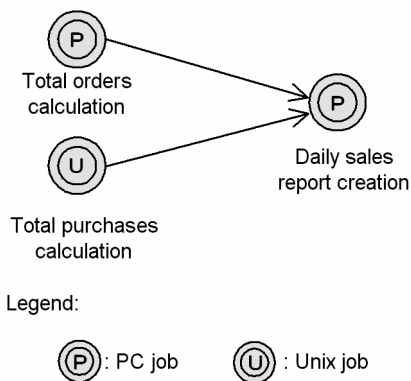 P
Total orders
calculation
P
Daily sales
report creation
U
Total purchases
calculation
Legend:
P : PC job
U : Unix job